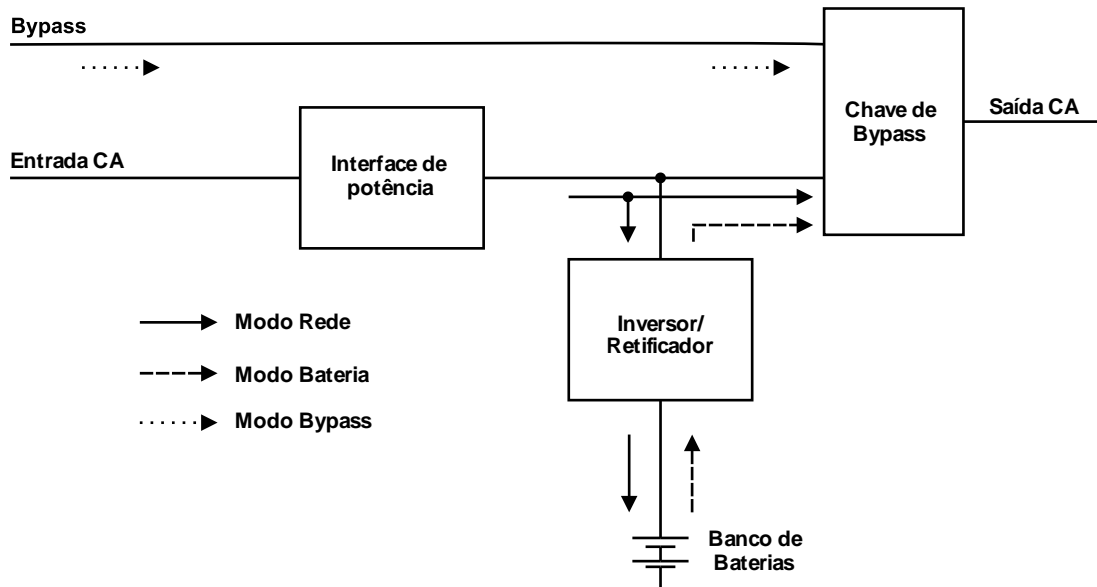 Bypass
Chave de
Bypass
Saída CA
Entrada CA
Interface de
potência
Inversor/
Retificador
Modo Rede
Modo Bateria
Modo Bypass
Banco de
Baterias